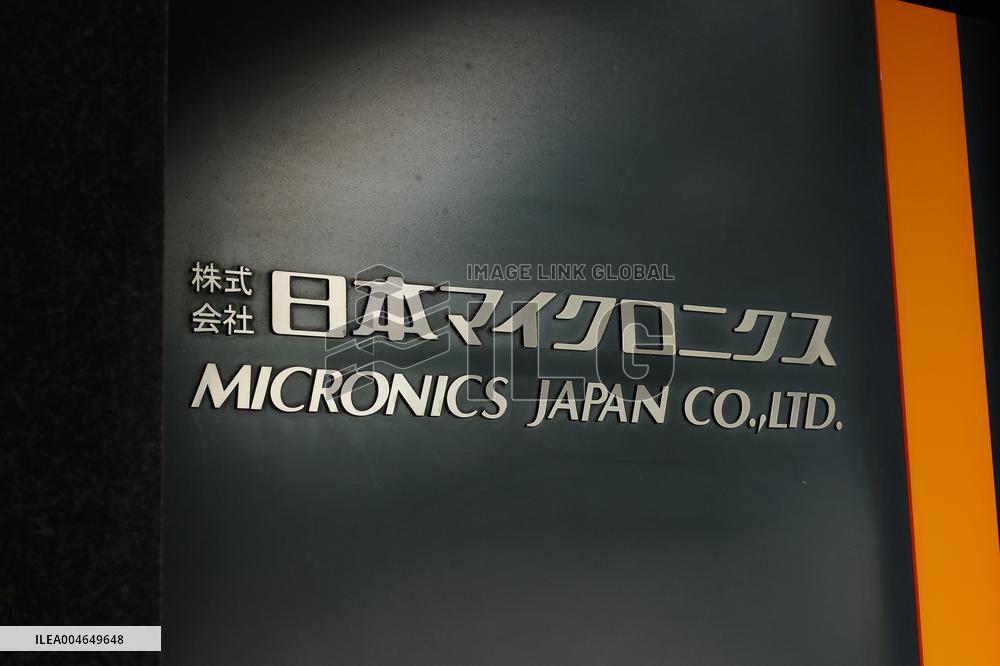 株式
会社
日本マイクロニクス
MICRONICS JAPAN CO.,LTD.
IMAGE LINK GLOBAL
ILG
ILEA004649648